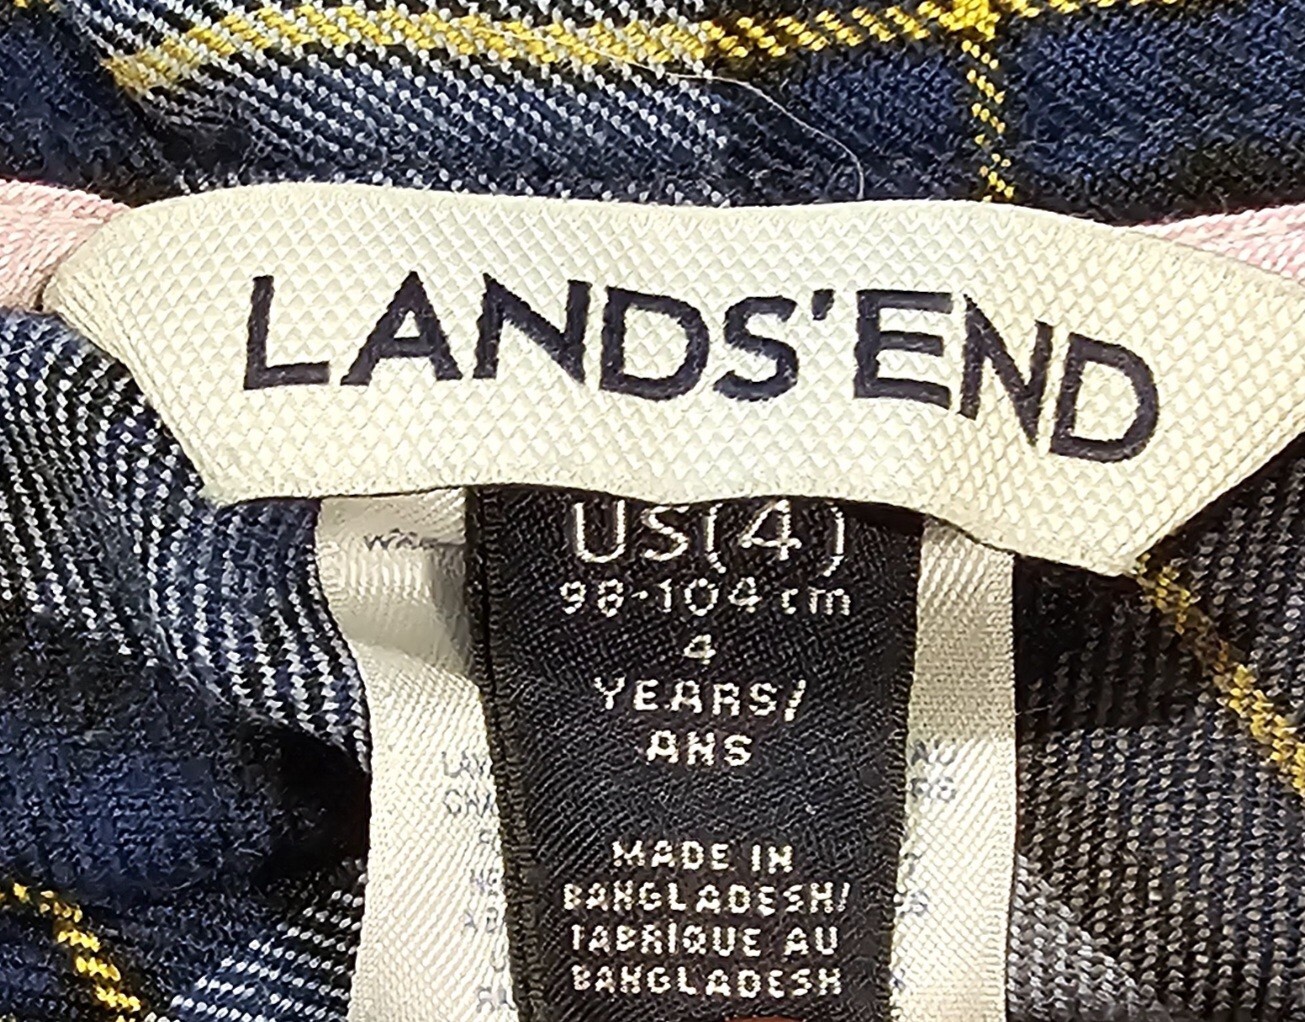 LANDS'END
US(4)
98-104 cm
4
YEARS/
ANS
MADE IN
BANGLADESH/
FABRIQUE AU
BANGLADESH